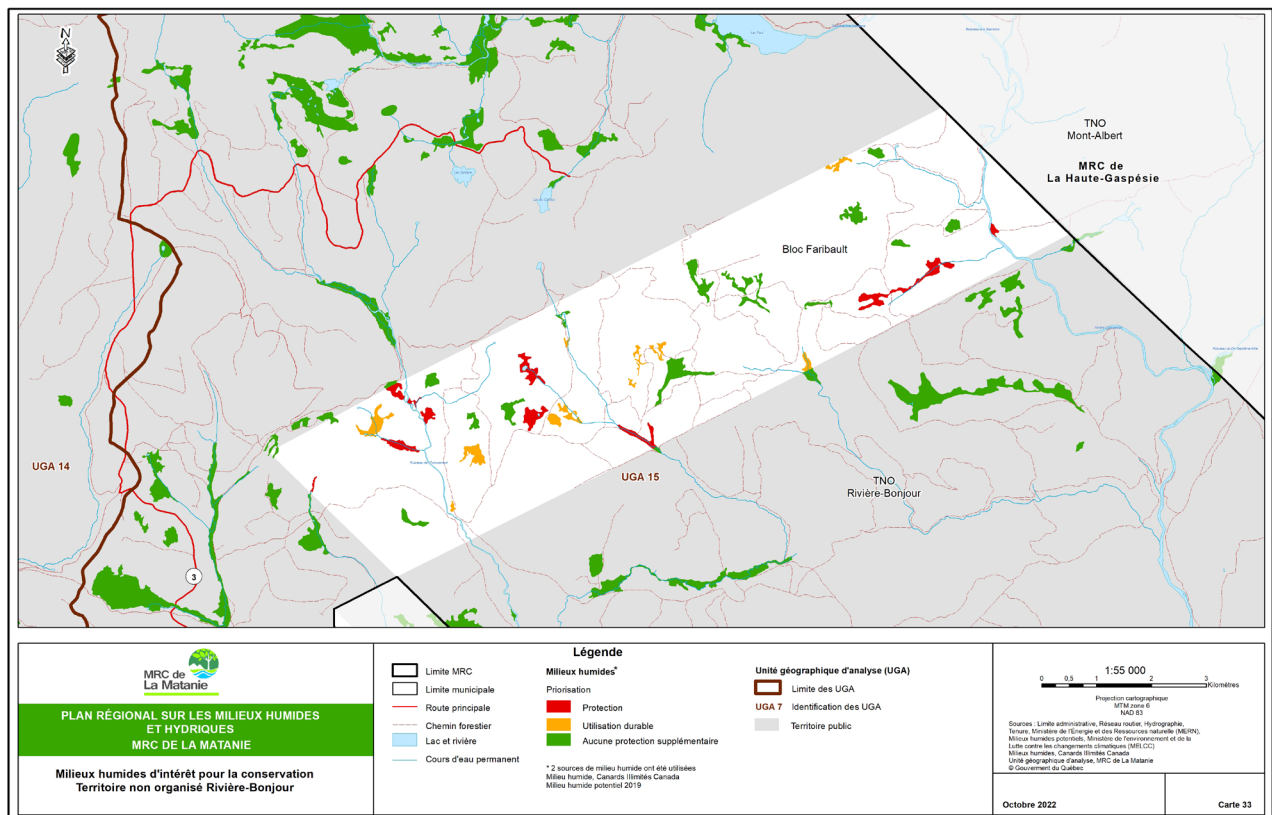 N
TNO
Mont-Albert
MRC de
La Haute-Gaspésie
Bloc Faribault
UGA 14
UGA 15
TNO
Rivière-Bonjour
3
MRC de
La Matanie
PLAN RÉGIONAL SUR LES MILIEUX HUMIDES
ET HYDRIQUES
MRC DE LA MATANIE
Milieux humides d'intérêt pour la conservation
Territoire non organisé Rivière-Bonjour
Légende
Limite MRC
Limite municipale
Route principale
Chemin forestier
Lac et rivière
Cours d'eau permanent
Milieux humides*
Priorisation
Protection
Utilisation durable
Aucune protection supplémentaire
* 2 sources de milieu humide ont été utilisées
Milieu humide, Canards Illimités Canada
Milieu humide potentiel 2019
Unité géographique d'analyse (UGA)
Limite des UGA
UGA 7 Identification des UGA
Territoire public
1:55 000
0 0,5 1 2 3
Kilomètres
Projection cartographique
MTM zone 6
NAD 83
Sources : Limite administrative, Réseau routier, Hydrographie,
Tenure, Ministère de l'Énergie et des Ressources naturelle (MERN),
Milieux humides potentiels, Ministère de l'environnement et de la
Lutte contre les changements climatiques (MELCC)
Milieux humides, Canards Illimités Canada
Unité géographique d'analyse, MRC de La Matanie
© Gouverment du Québec
Octobre 2022
Carte 33